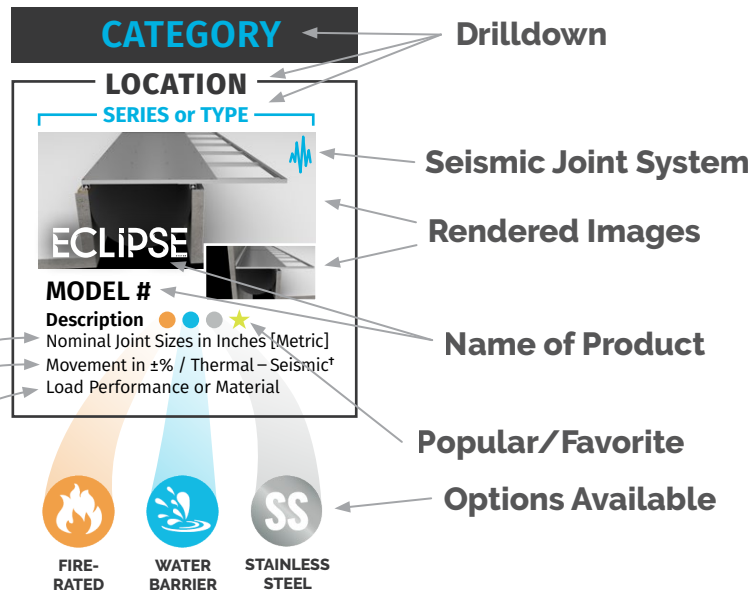 CATEGORY
Drilldown
LOCATION
SERIES or TYPE
Seismic Joint System
Rendered Images
ECLIPSE
MODEL #
Name of Product
Description
Nominal Joint Sizes in Inches [Metric]
Movement in ±% / Thermal – Seismic†
Load Performance or Material
Popular/Favorite
Options Available
SS
FIRE-
RATED
WATER
BARRIER
STAINLESS
STEEL